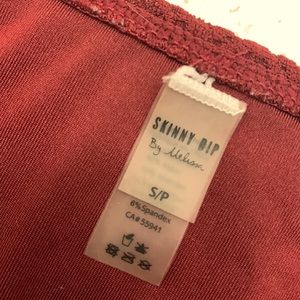 SKINNY DIP
By Melissa
S/P
6% Spandex
CA# 55941